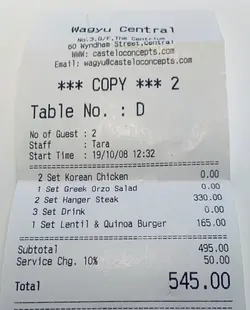 Wagyu Central
No.3,G/F,The Centrium
60 Wyndham Street,Central
WWW: casteloconcepts.com
Email: wagyu@casteloconcepts.com
*** COPY *** 2
Table No. : D
No of Guest : 2
Staff : Tara
Start Time : 19/10/08 12:32
2 Set Korean Chicken 0.00
1 Set Greek Orzo Salad 0.00
2 Set Hanger Steak 330.00
3 Set Drink 0.00
1 Set Lentil & Quinoa Burger 165.00
Subtotal 495.00
Service Chg. 10% 50.00
Total 545.00